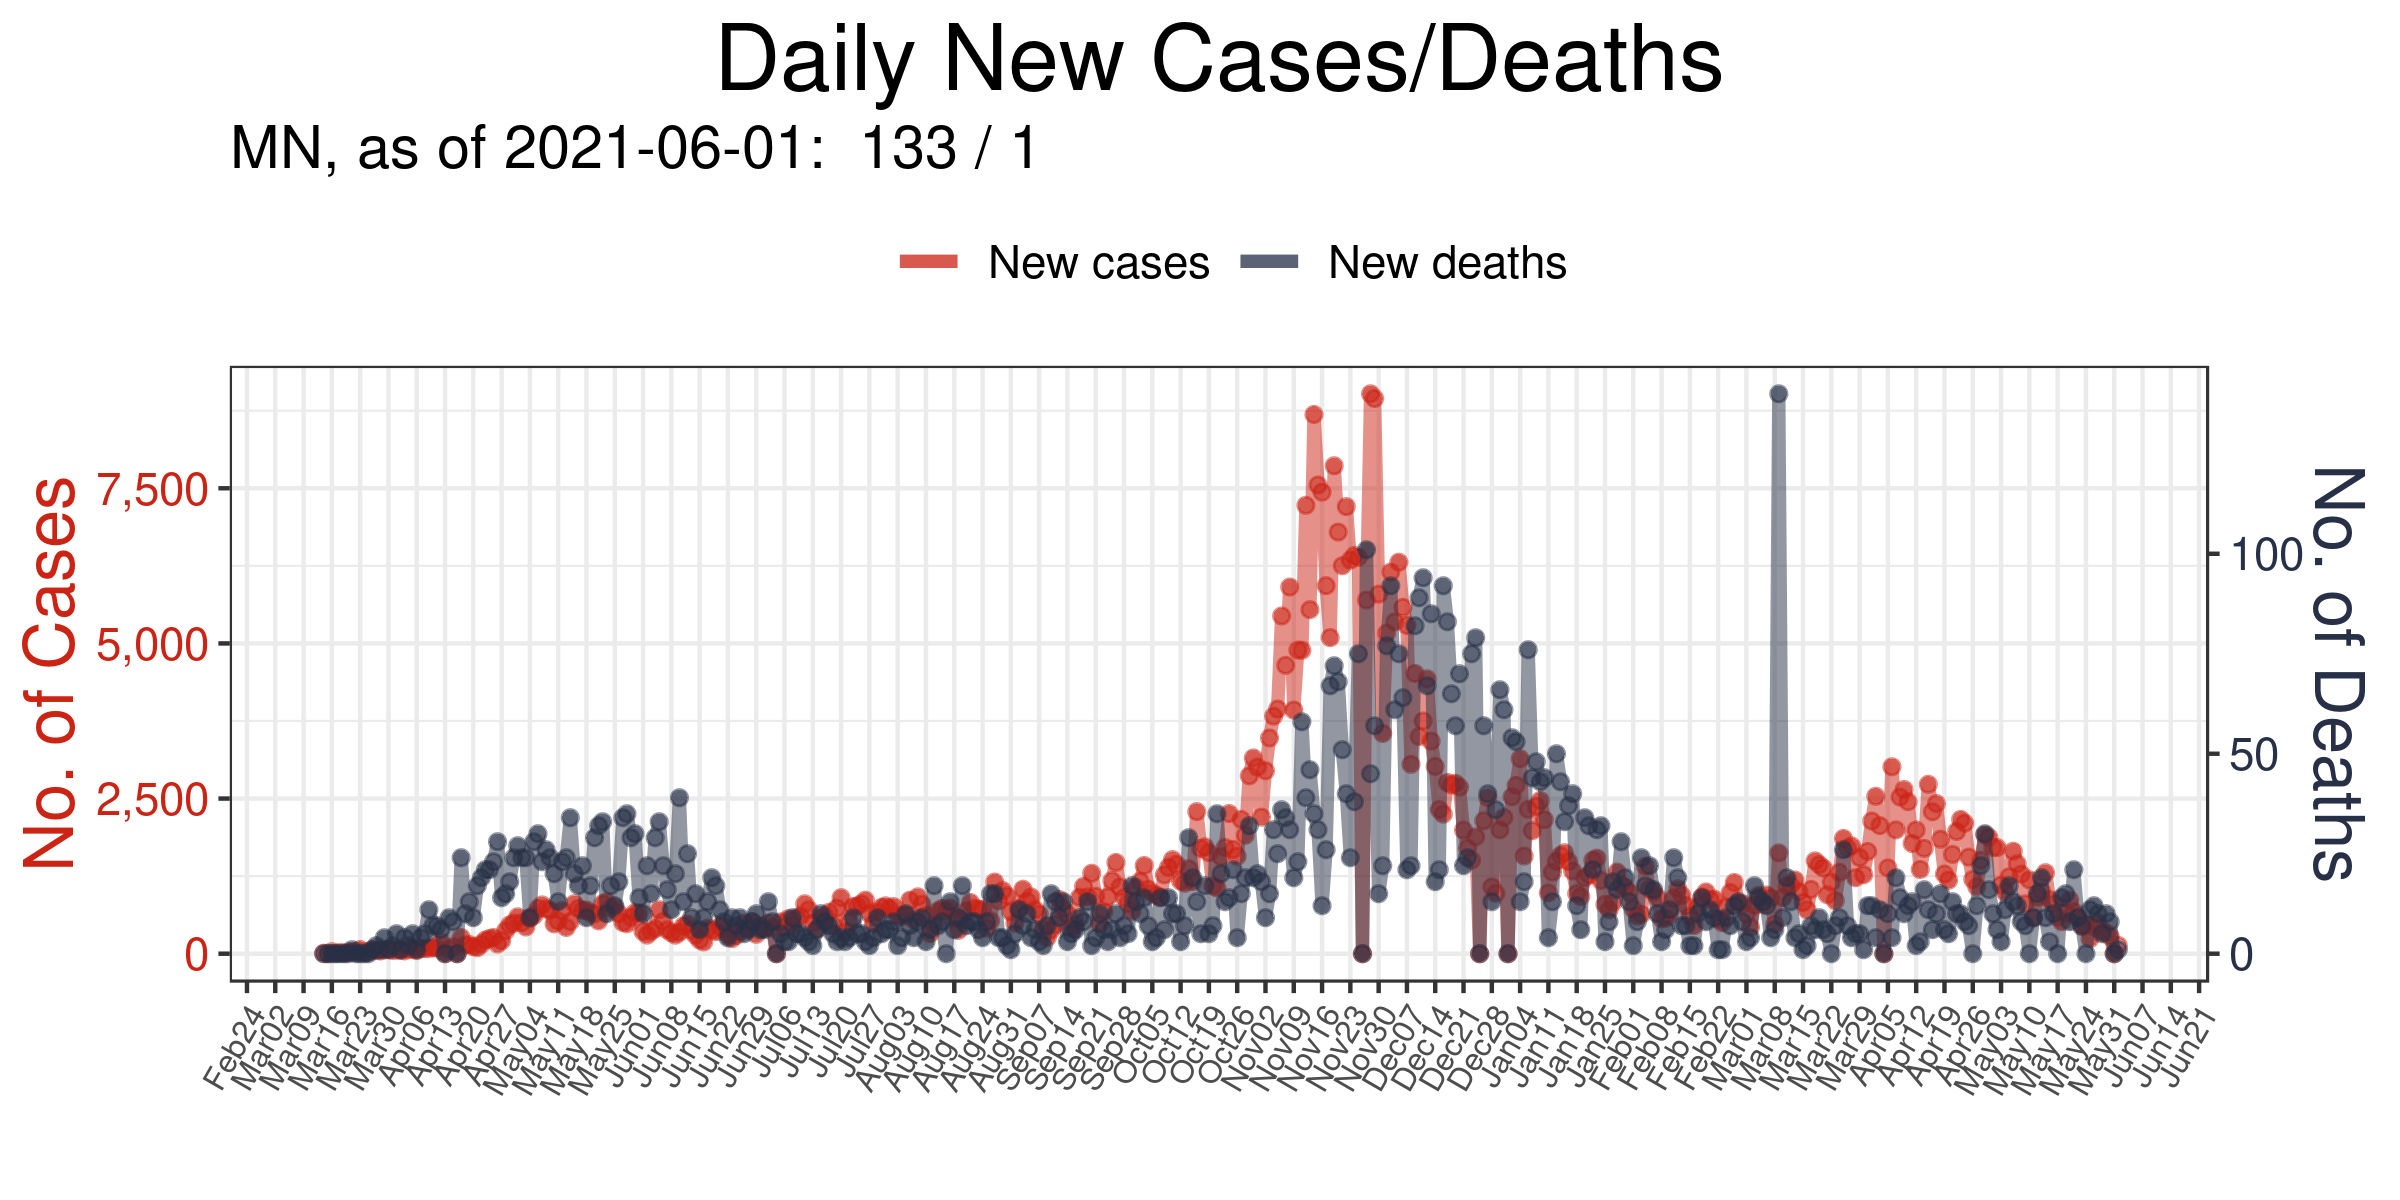 Daily New Cases/Deaths
MN, as of 2021-06-01:  133 / 1
New cases
New deaths
No. of Cases
7,500
5,000
2,500
0
No. of Deaths
100
50
0
Feb24
Mar02
Mar09
Mar16
Mar23
Mar30
Apr06
Apr13
Apr20
Apr27
May04
May11
May18
May25
Jun01
Jun08
Jun15
Jun22
Jun29
Jul06
Jul13
Jul20
Jul27
Aug03
Aug10
Aug17
Aug24
Aug31
Sep07
Sep14
Sep21
Sep28
Oct05
Oct12
Oct19
Oct26
Nov02
Nov09
Nov16
Nov23
Nov30
Dec07
Dec14
Dec21
Dec28
Jan04
Jan11
Jan18
Jan25
Feb01
Feb08
Feb15
Feb22
Mar01
Mar08
Mar15
Mar22
Mar29
Apr05
Apr12
Apr19
Apr26
May03
May10
May17
May24
May31
Jun07
Jun14
Jun21